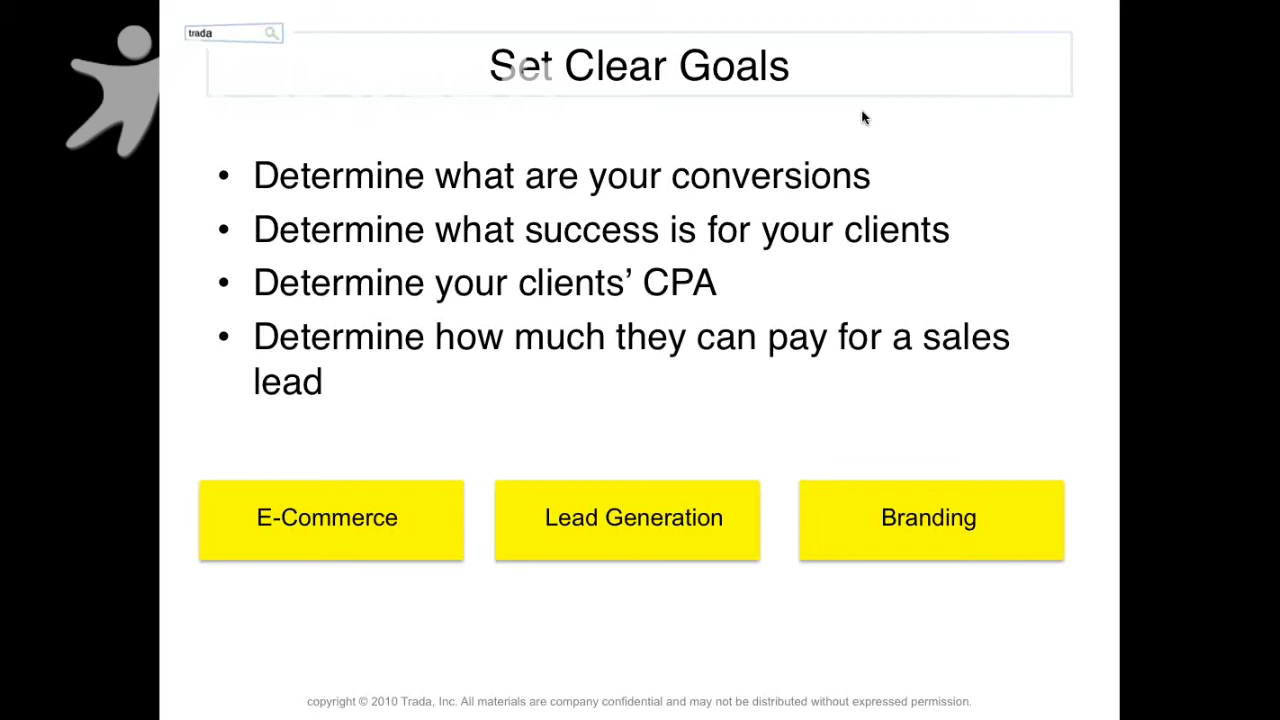 trada
Set Clear Goals
• Determine what are your conversions
• Determine what success is for your clients
• Determine your clients’ CPA
• Determine how much they can pay for a sales
lead
E-Commerce
Lead Generation
Branding
copyright © 2010 Trada, Inc. All materials are company confidential and may not be distributed without expressed permission.